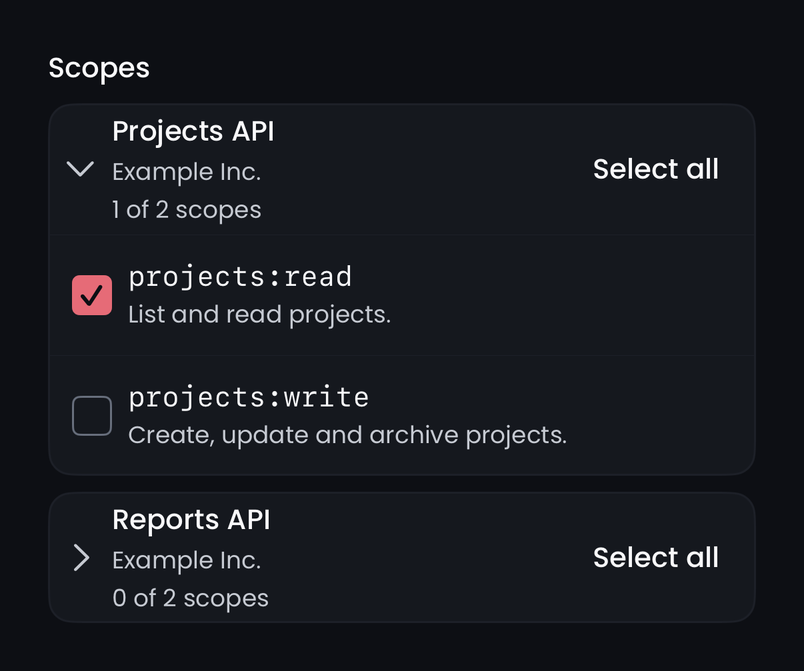 Scopes
Projects API
Example Inc.
1 of 2 scopes
Select all
projects:read
List and read projects.
projects:write
Create, update and archive projects.
Reports API
Example Inc.
0 of 2 scopes
Select all